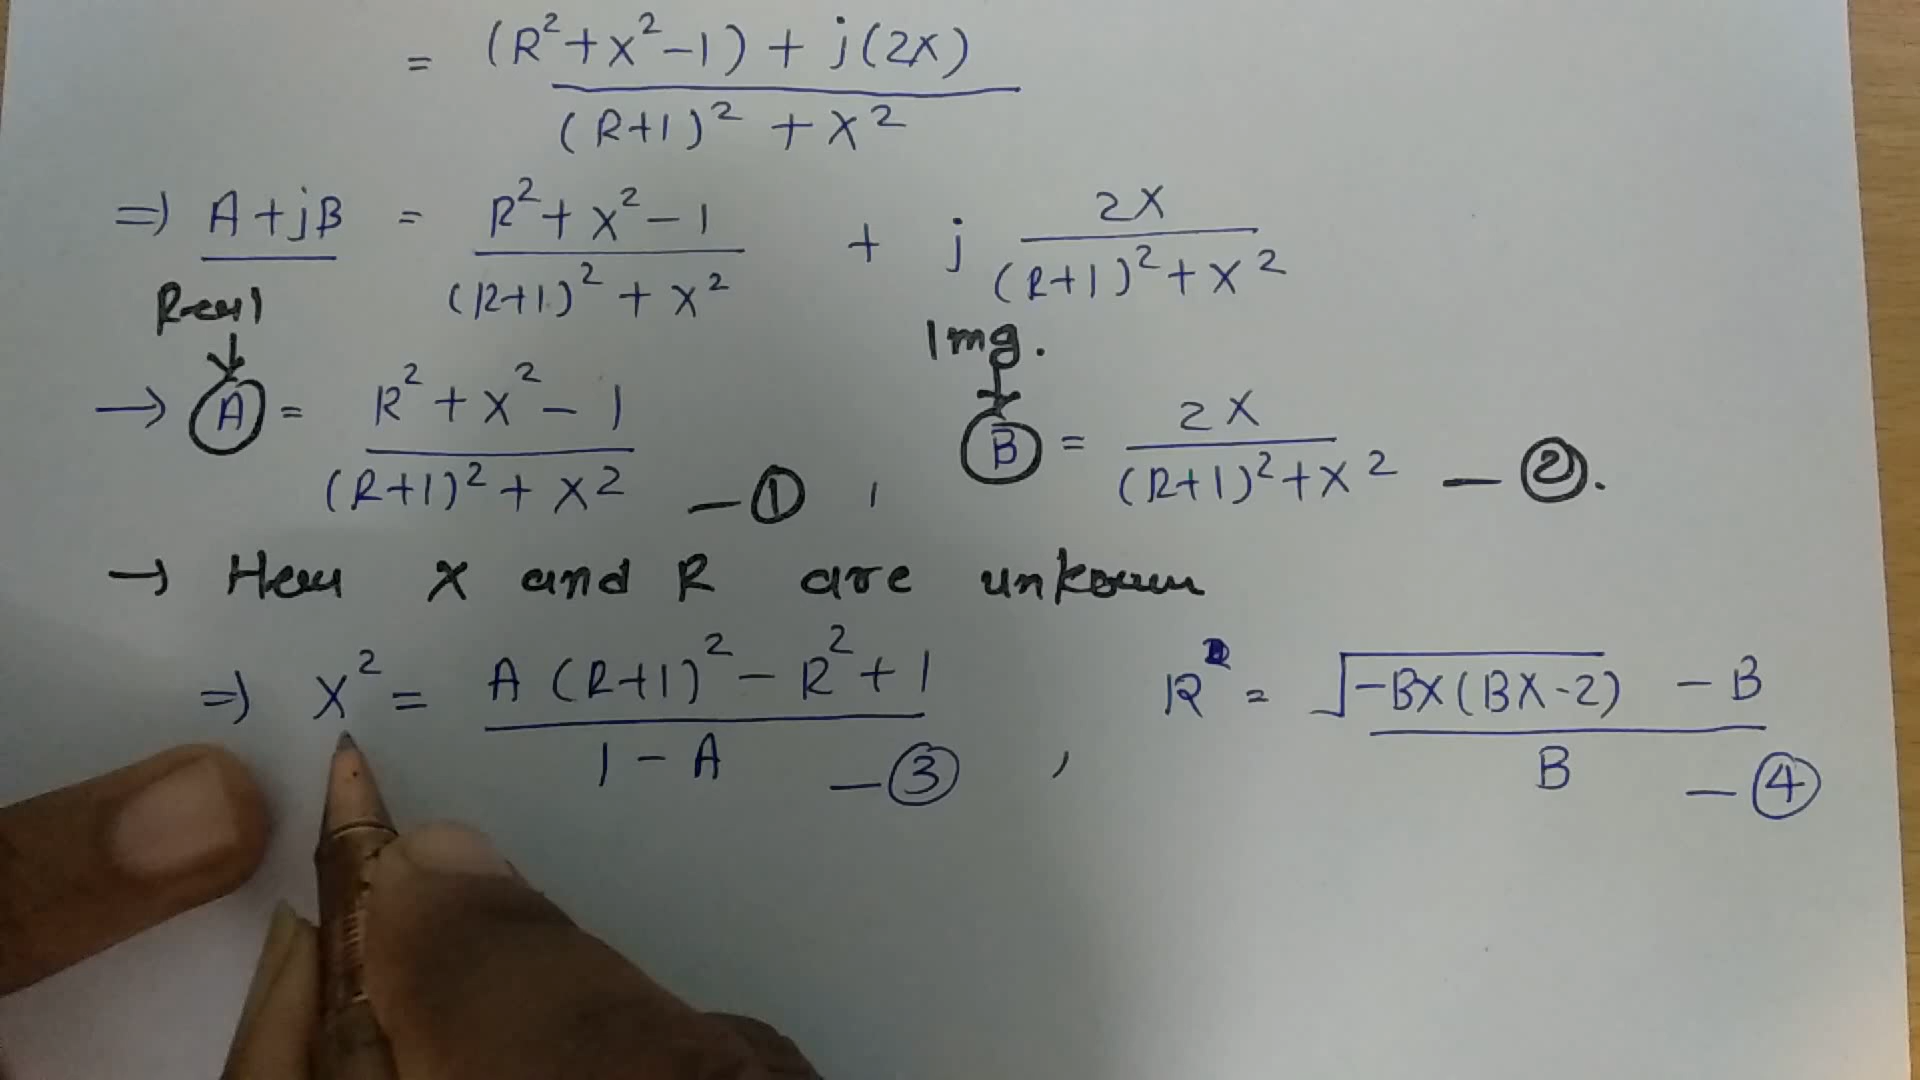 = (R²+X²-1) + j(2X) / (R+1)² + X²
⇒ A+jB = R²+X²-1 / (R+1)²+X² + j 2X / (R+1)²+X²
Real Img.
→ A = R²+X²-1 / (R+1)²+X² — ① , B = 2X / (R+1)²+X² — ②.
→ Here X and R are unkown
⇒ X² = A(R+1)²-R²+1 / 1-A — ③ , R = √-BX(BX-2) - B / B — ④